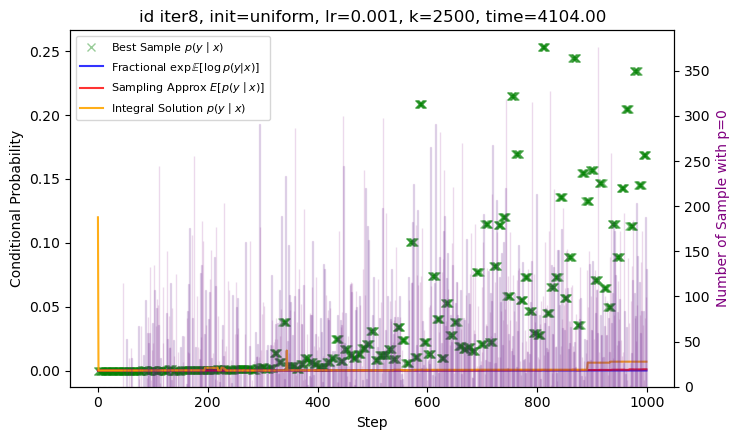 id iter8, init=uniform, lr=0.001, k=2500, time=4104.00
Best Sample p(y | x)
Fractional exp𝔼[log p(y|x)]
Sampling Approx E[p(y | x)]
Integral Solution p(y | x)
Conditional Probability
0.25
0.20
0.15
0.10
0.05
0.00
350
300
250
200
150
100
50
0
Number of Sample with p=0
0 200 400 600 800 1000
Step